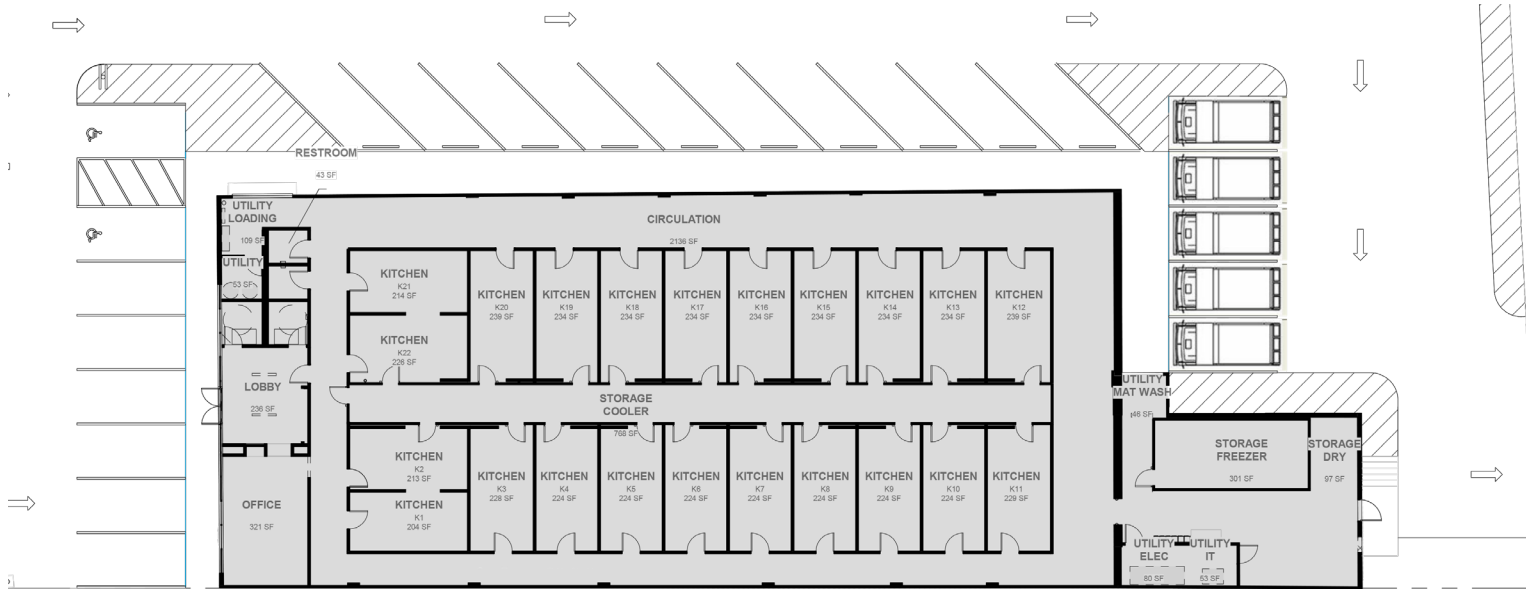 RESTROOM
43 SF
UTILITY
LOADING
109 SF
UTILITY
53 SF
CIRCULATION
2136 SF
KITCHEN
K21
214 SF
KITCHEN
K22
226 SF
KITCHEN
K20
239 SF
KITCHEN
K19
234 SF
KITCHEN
K18
234 SF
KITCHEN
K17
234 SF
KITCHEN
K16
234 SF
KITCHEN
K15
234 SF
KITCHEN
K14
234 SF
KITCHEN
K13
234 SF
KITCHEN
K12
239 SF
LOBBY
236 SF
STORAGE
COOLER
768 SF
UTILITY
MAT WASH
46 SF
KITCHEN
K2
213 SF
KITCHEN
K1
204 SF
KITCHEN
K3
228 SF
KITCHEN
K4
224 SF
KITCHEN
K5
224 SF
KITCHEN
K6
224 SF
KITCHEN
K7
224 SF
KITCHEN
K8
224 SF
KITCHEN
K9
224 SF
KITCHEN
K10
224 SF
KITCHEN
K11
229 SF
STORAGE
FREEZER
301 SF
STORAGE
DRY
97 SF
OFFICE
321 SF
UTILITY
ELEC
80 SF
UTILITY
IT
53 SF